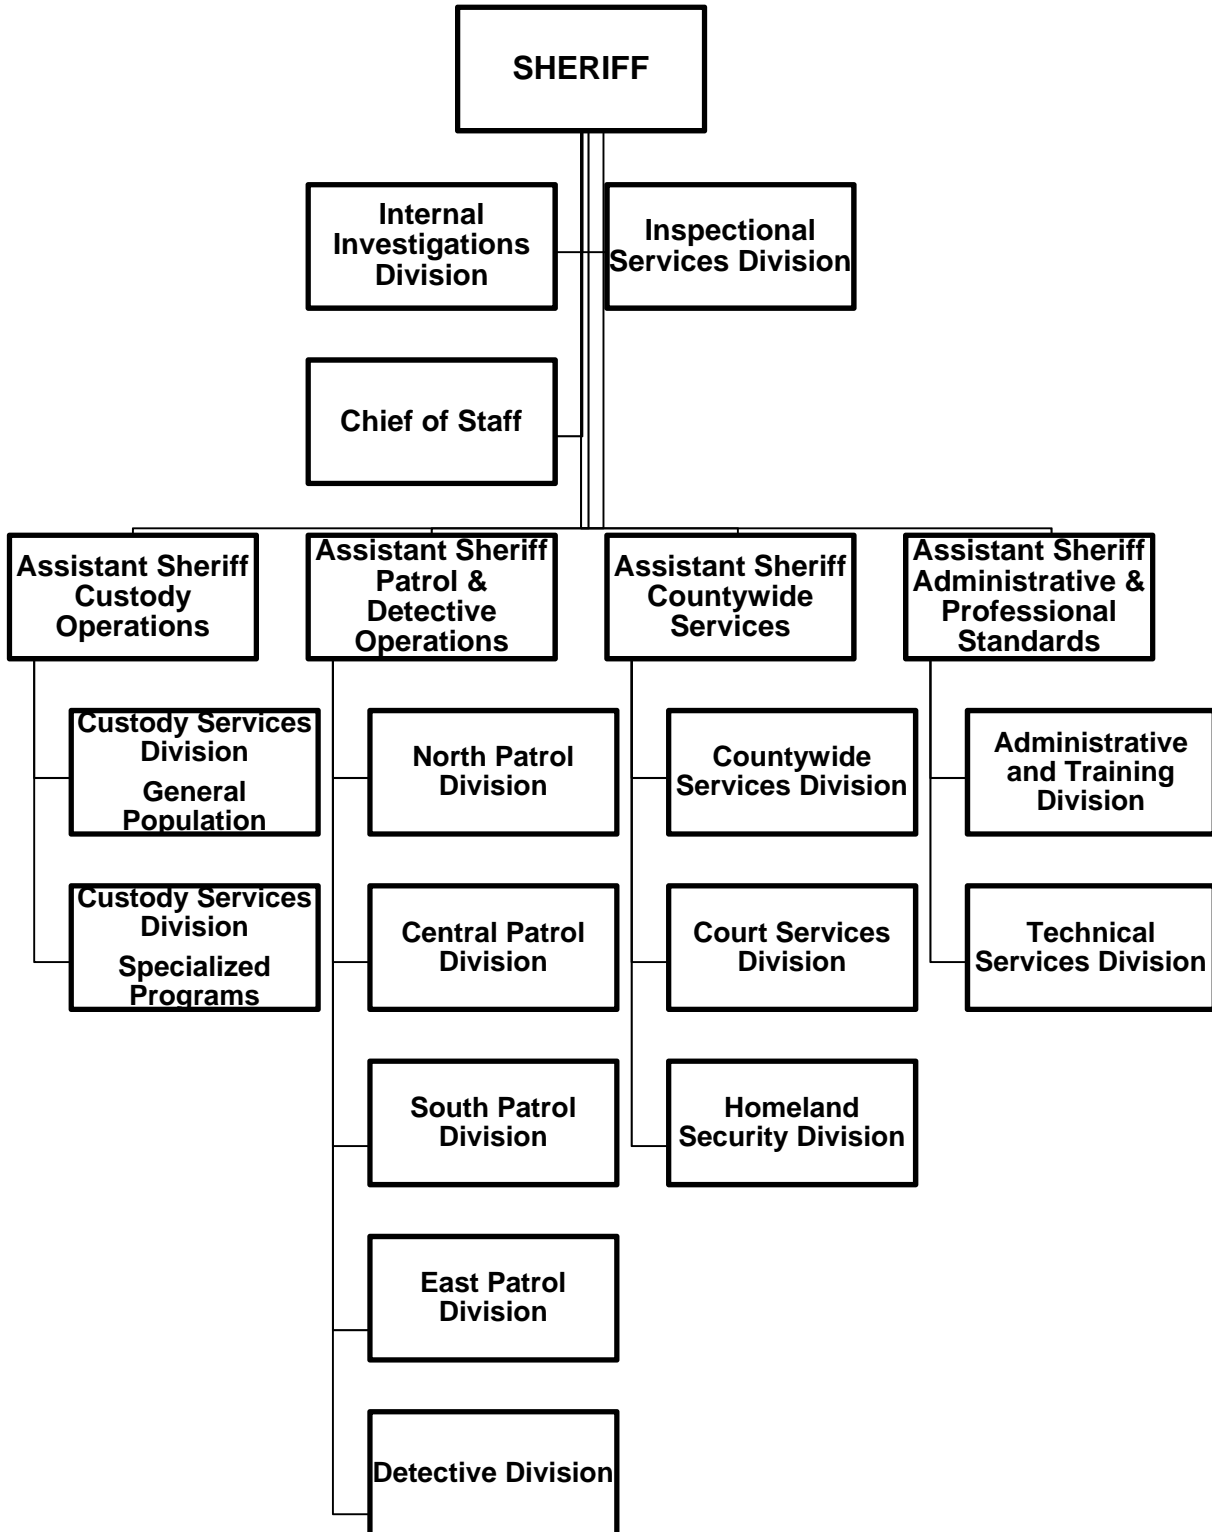 SHERIFF
Internal
Investigations
Division
Inspectional
Services Division
Chief of Staff
Assistant Sheriff
Custody
Operations
Assistant Sheriff
Patrol &
Detective
Operations
Assistant Sheriff
Countywide
Services
Assistant Sheriff
Administrative &
Professional
Standards
Custody Services
Division
General
Population
North Patrol
Division
Countywide
Services Division
Administrative
and Training
Division
Custody Services
Division
Specialized
Programs
Central Patrol
Division
Court Services
Division
Technical
Services Division
South Patrol
Division
Homeland
Security Division
East Patrol
Division
Detective Division